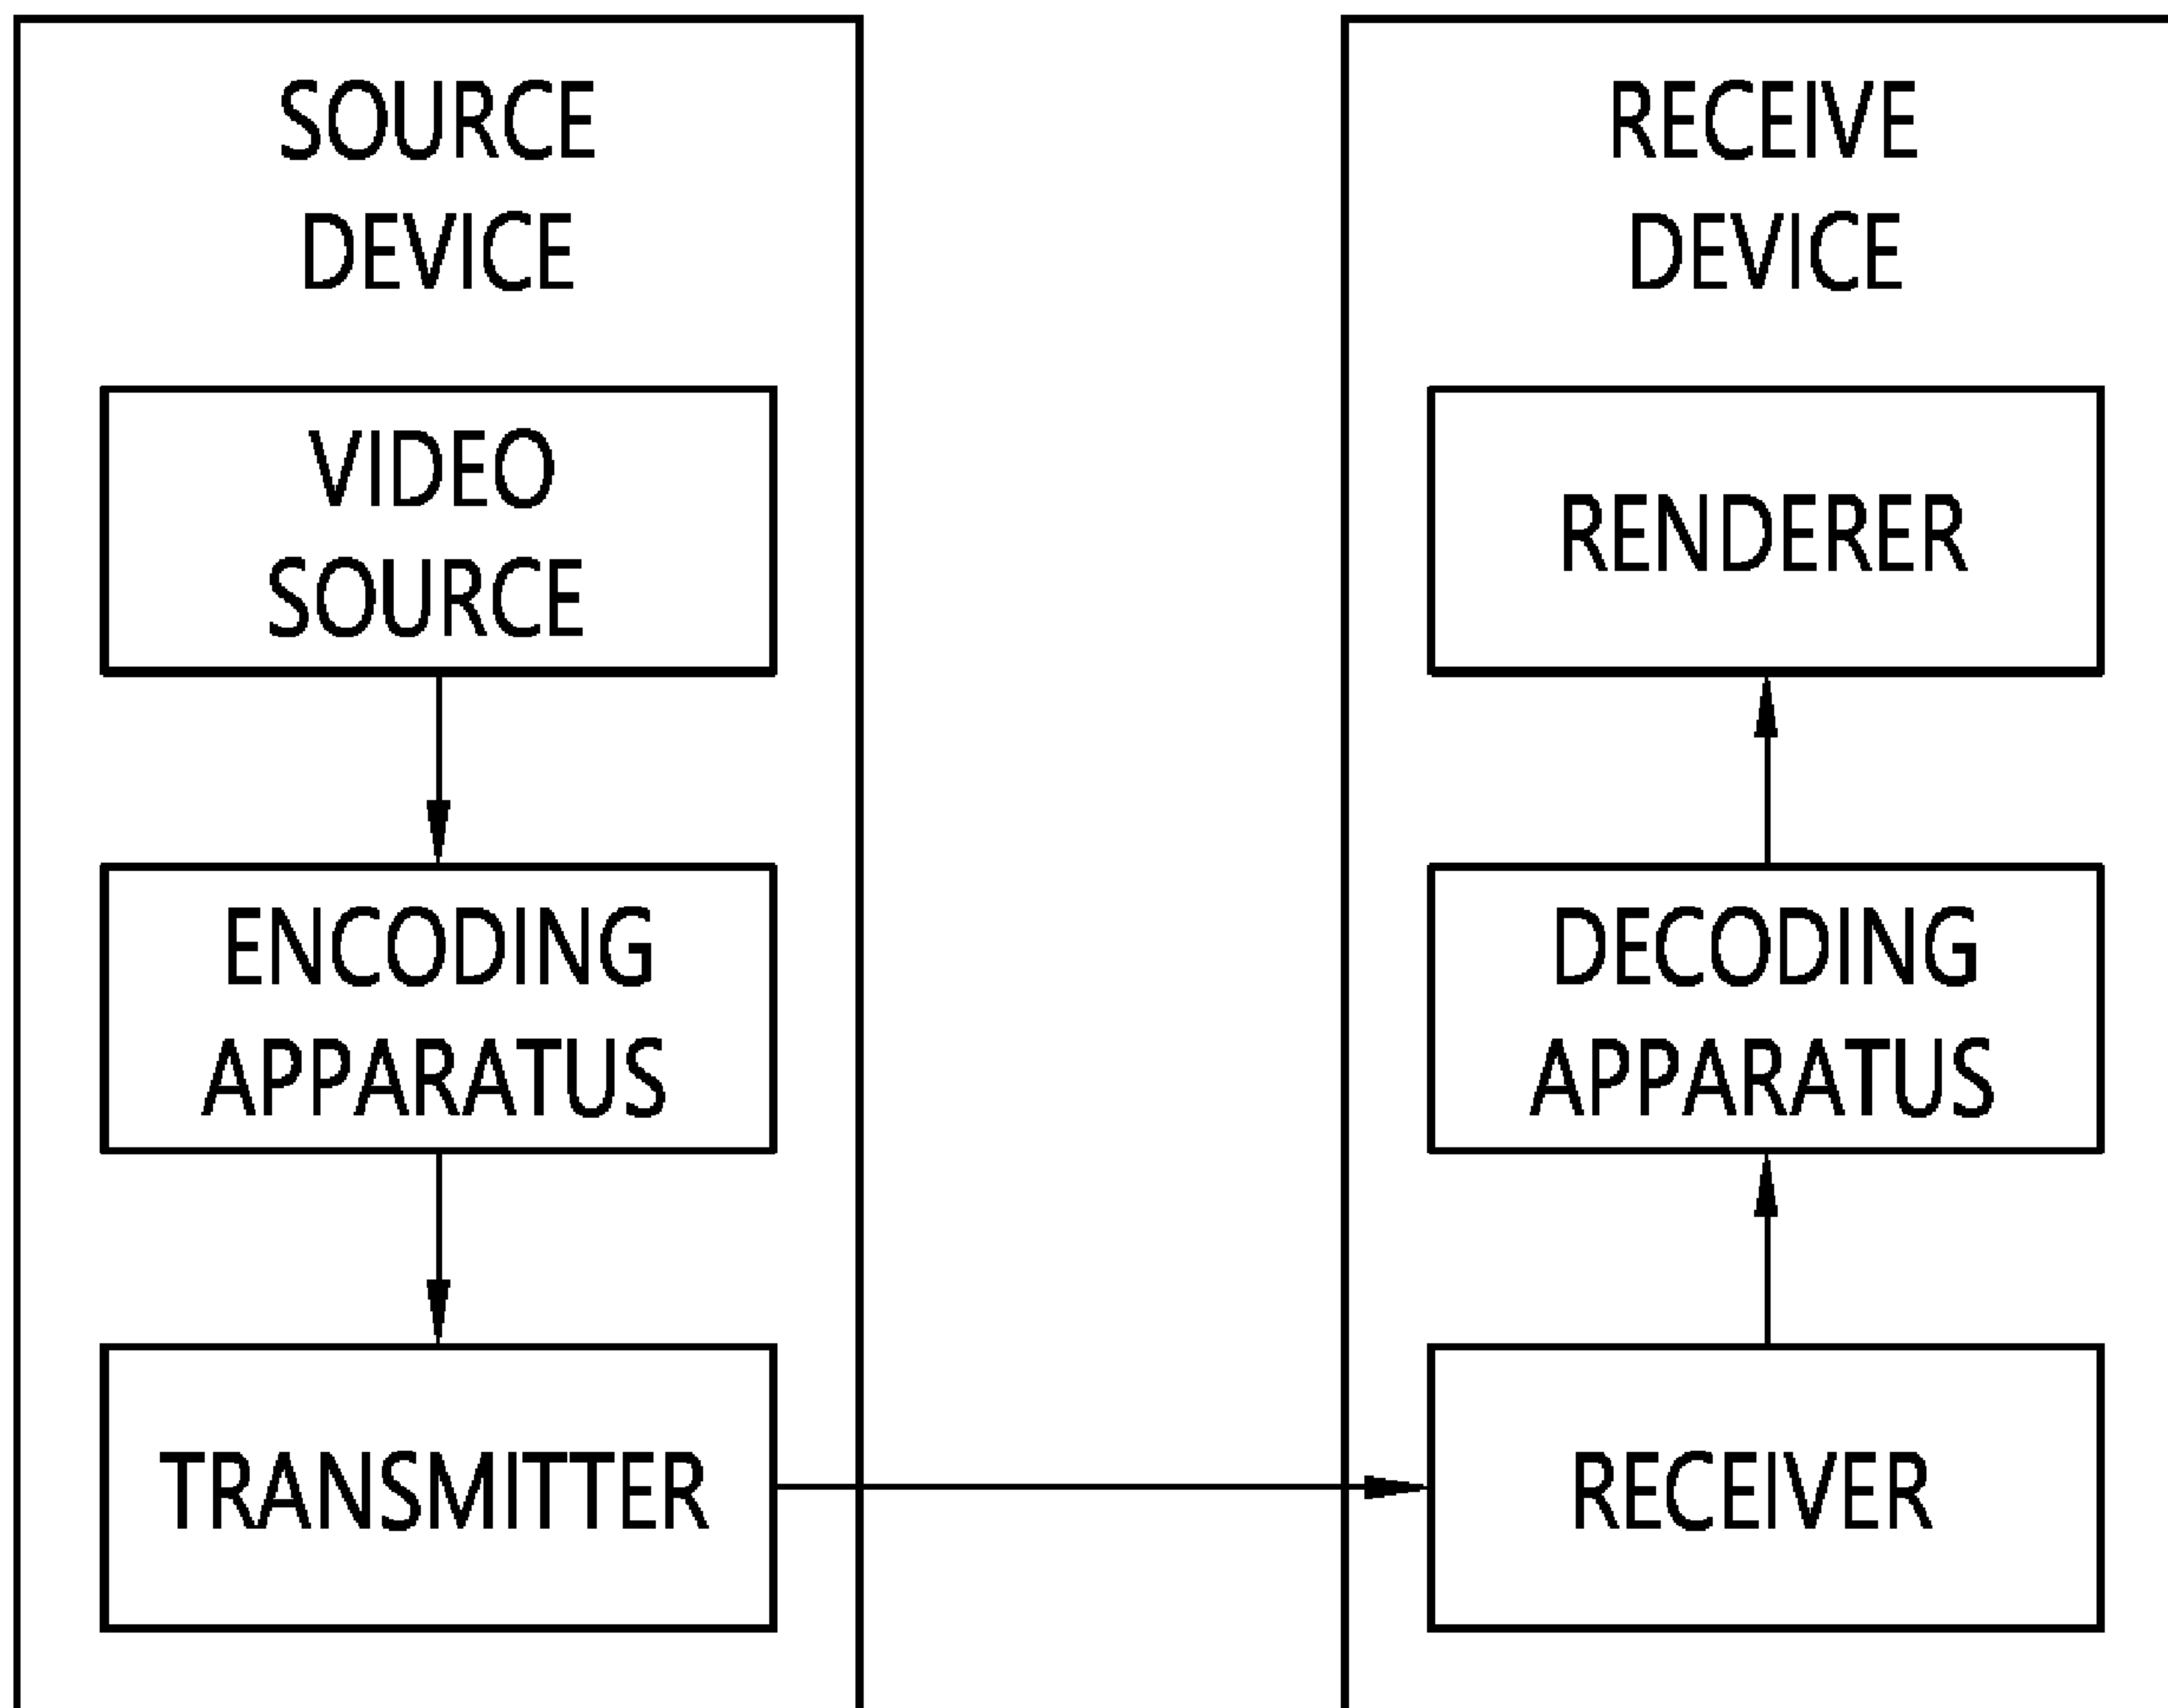 SOURCE
DEVICE
VIDEO
SOURCE
ENCODING
APPARATUS
TRANSMITTER
RECEIVE
DEVICE
RENDERER
DECODING
APPARATUS
RECEIVER